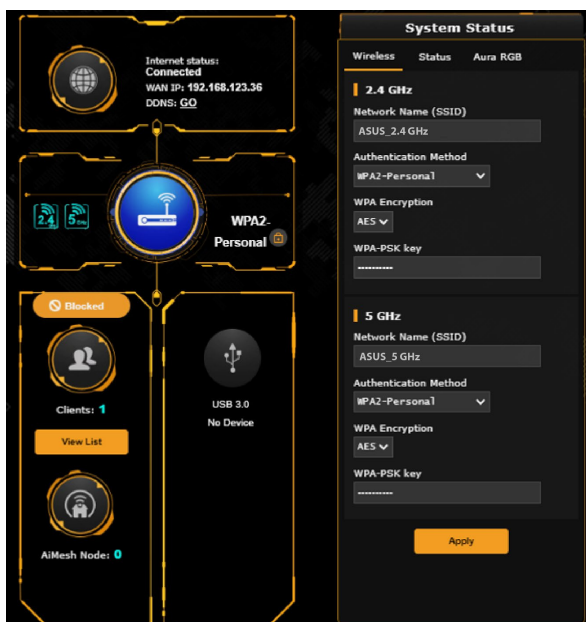 Internet status:
Connected
WAN IP: 192.168.123.36
DDNS: GO
2.4
5
WPA2-
Personal
Blocked
Clients: 1
View List
AiMesh Node: 0
USB 3.0
No Device
System Status
Wireless Status Aura RGB
2.4 GHz
Network Name (SSID)
ASUS_2.4 GHz
Authentication Method
WPA2-Personal
WPA Encryption
AES
WPA-PSK key
----------
5 GHz
Network Name (SSID)
ASUS_5 GHz
Authentication Method
WPA2-Personal
WPA Encryption
AES
WPA-PSK key
----------
Apply